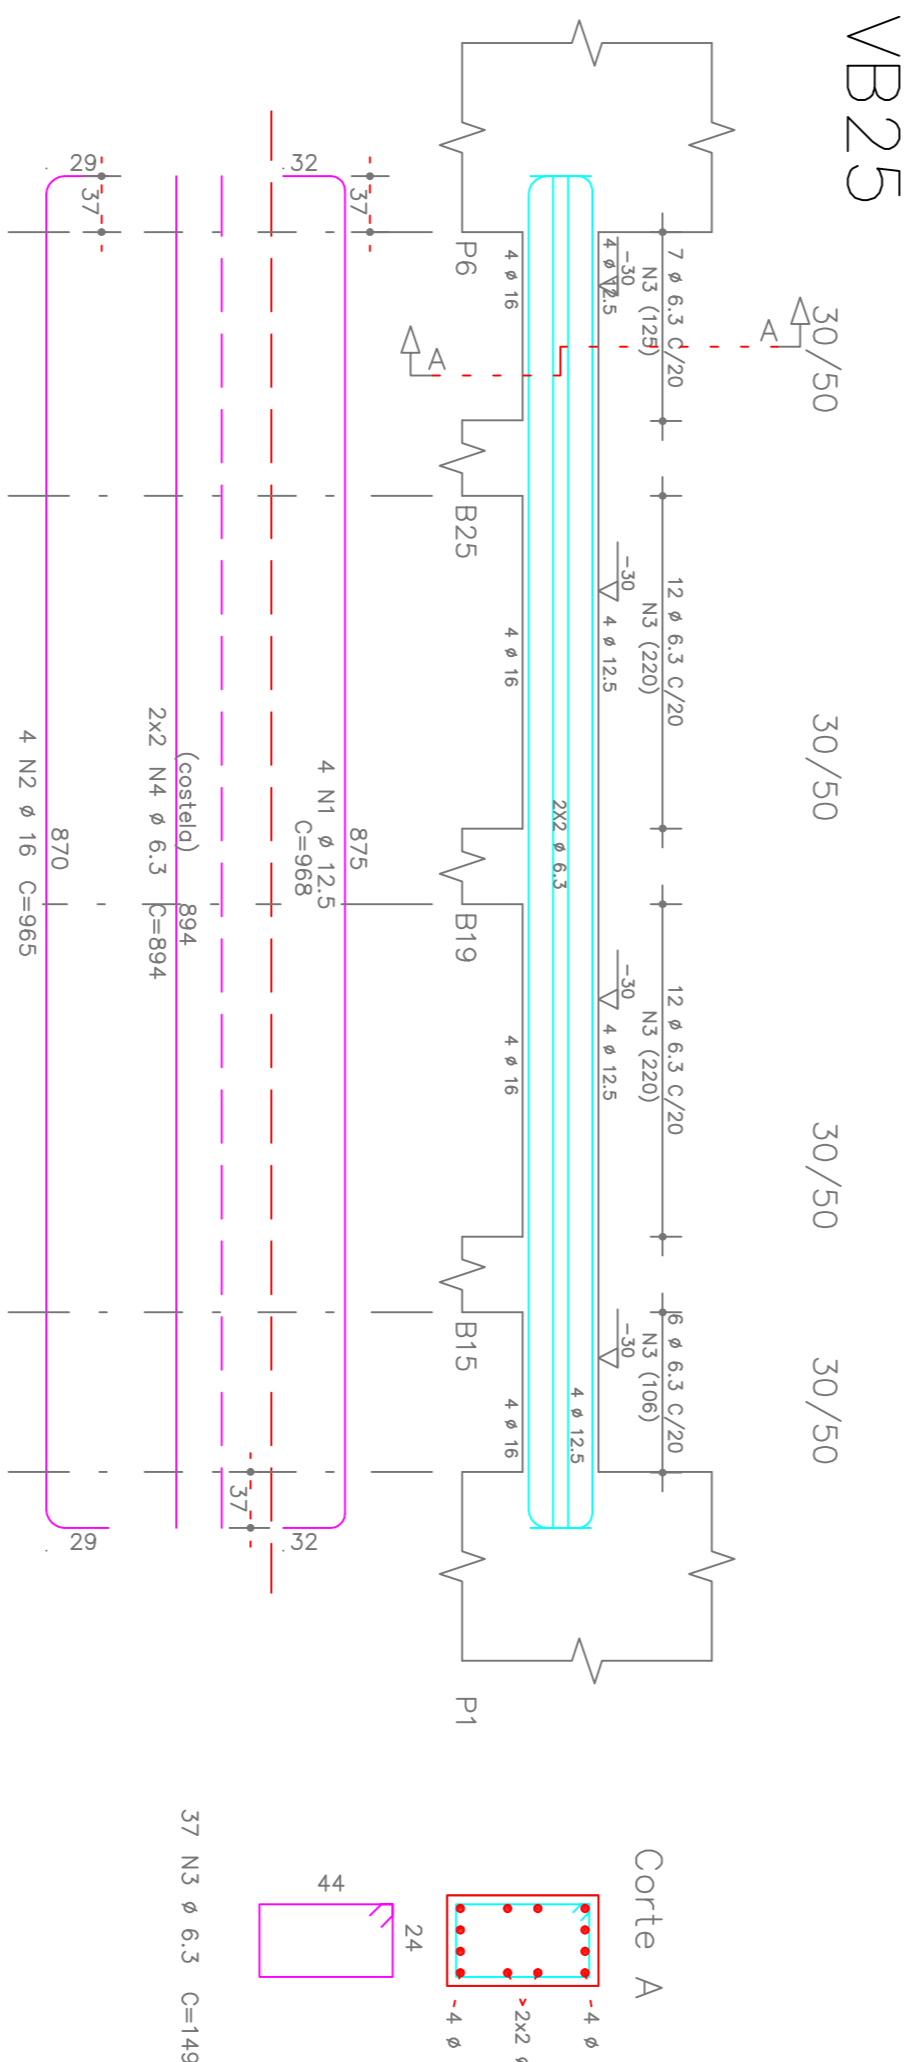 VB25
30/50
30/50
30/50
30/50
7 ø 6.3 C/20
N3 (125)
12 ø 6.3 C/20
N3 (220)
12 ø 6.3 C/20
N3 (220)
6 ø 6.3 C/20
N3 (106)
A
-30
4 ø 12.5
-30
4 ø 12.5
-30
4 ø 12.5
-30
4 ø 12.5
2X2 ø 6.3
4 ø 16
4 ø 16
4 ø 16
4 ø 16
A
P6
B25
B19
B15
P1
37
32
875
32
4 N1 ø 12.5
C=968
37
(costela)
894
2x2 N4 ø 6.3 C=894
29
37
870
29
4 N2 ø 16 C=965
Corte A
4 ø
2x2 ø
4 ø
24
44
37 N3 ø 6.3 C=149